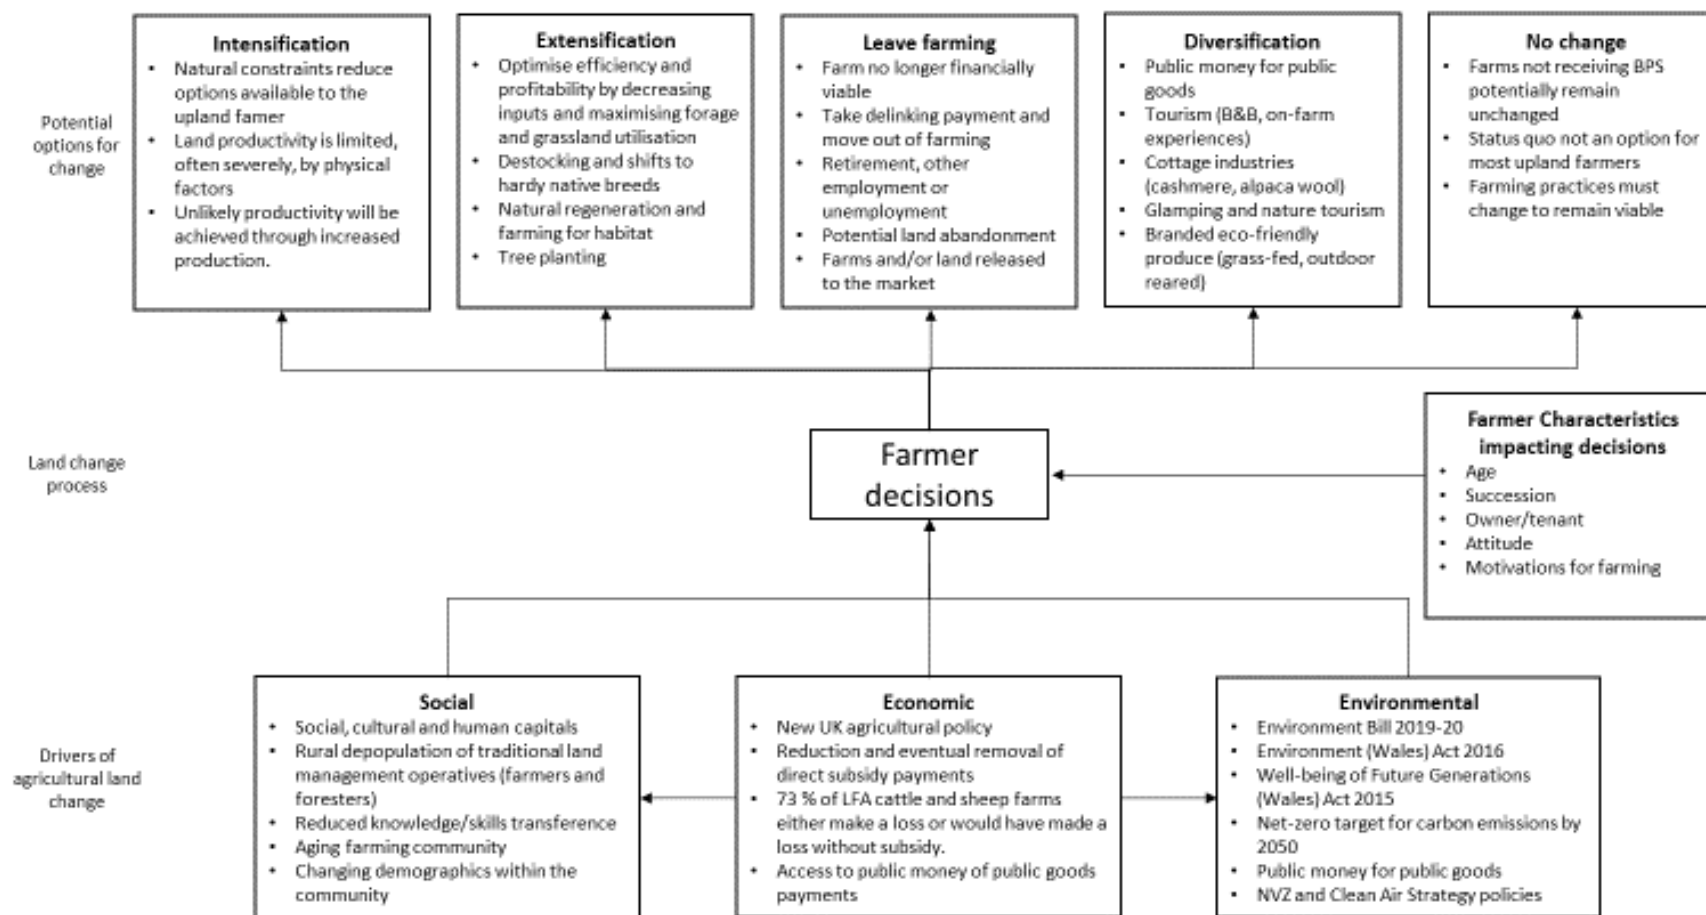 Potential
options for
change
Intensification
• Natural constraints reduce
options available to the
upland famer
• Land productivity is limited,
often severely, by physical
factors
• Unlikely productivity will be
achieved through increased
production.
Extensification
• Optimise efficiency and
profitability by decreasing
inputs and maximising forage
and grassland utilisation
• Destocking and shifts to
hardy native breeds
• Natural regeneration and
farming for habitat
• Tree planting
Leave farming
• Farm no longer financially
viable
• Take delinking payment and
move out of farming
• Retirement, other
employment or
unemployment
• Potential land abandonment
• Farms and/or land released
to the market
Diversification
• Public money for public
goods
• Tourism (B&B, on-farm
experiences)
• Cottage industries
(cashmere, alpaca wool)
• Glamping and nature tourism
• Branded eco-friendly
produce (grass-fed, outdoor
reared)
No change
• Farms not receiving BPS
potentially remain
unchanged
• Status quo not an option for
most upland farmers
• Farming practices must
change to remain viable
Land change
process
Farmer
decisions
Farmer Characteristics
impacting decisions
• Age
• Succession
• Owner/tenant
• Attitude
• Motivations for farming
Drivers of
agricultural land
change
Social
• Social, cultural and human capitals
• Rural depopulation of traditional land
management operatives (farmers and
foresters)
• Reduced knowledge/skills transference
• Aging farming community
• Changing demographics within the
community
Economic
• New UK agricultural policy
• Reduction and eventual removal of
direct subsidy payments
• 73 % of LFA cattle and sheep farms
either make a loss or would have made a
loss without subsidy.
• Access to public money of public goods
payments
Environmental
• Environment Bill 2019-20
• Environment (Wales) Act 2016
• Well-being of Future Generations
(Wales) Act 2015
• Net-zero target for carbon emissions by
2050
• Public money for public goods
• NVZ and Clean Air Strategy policies